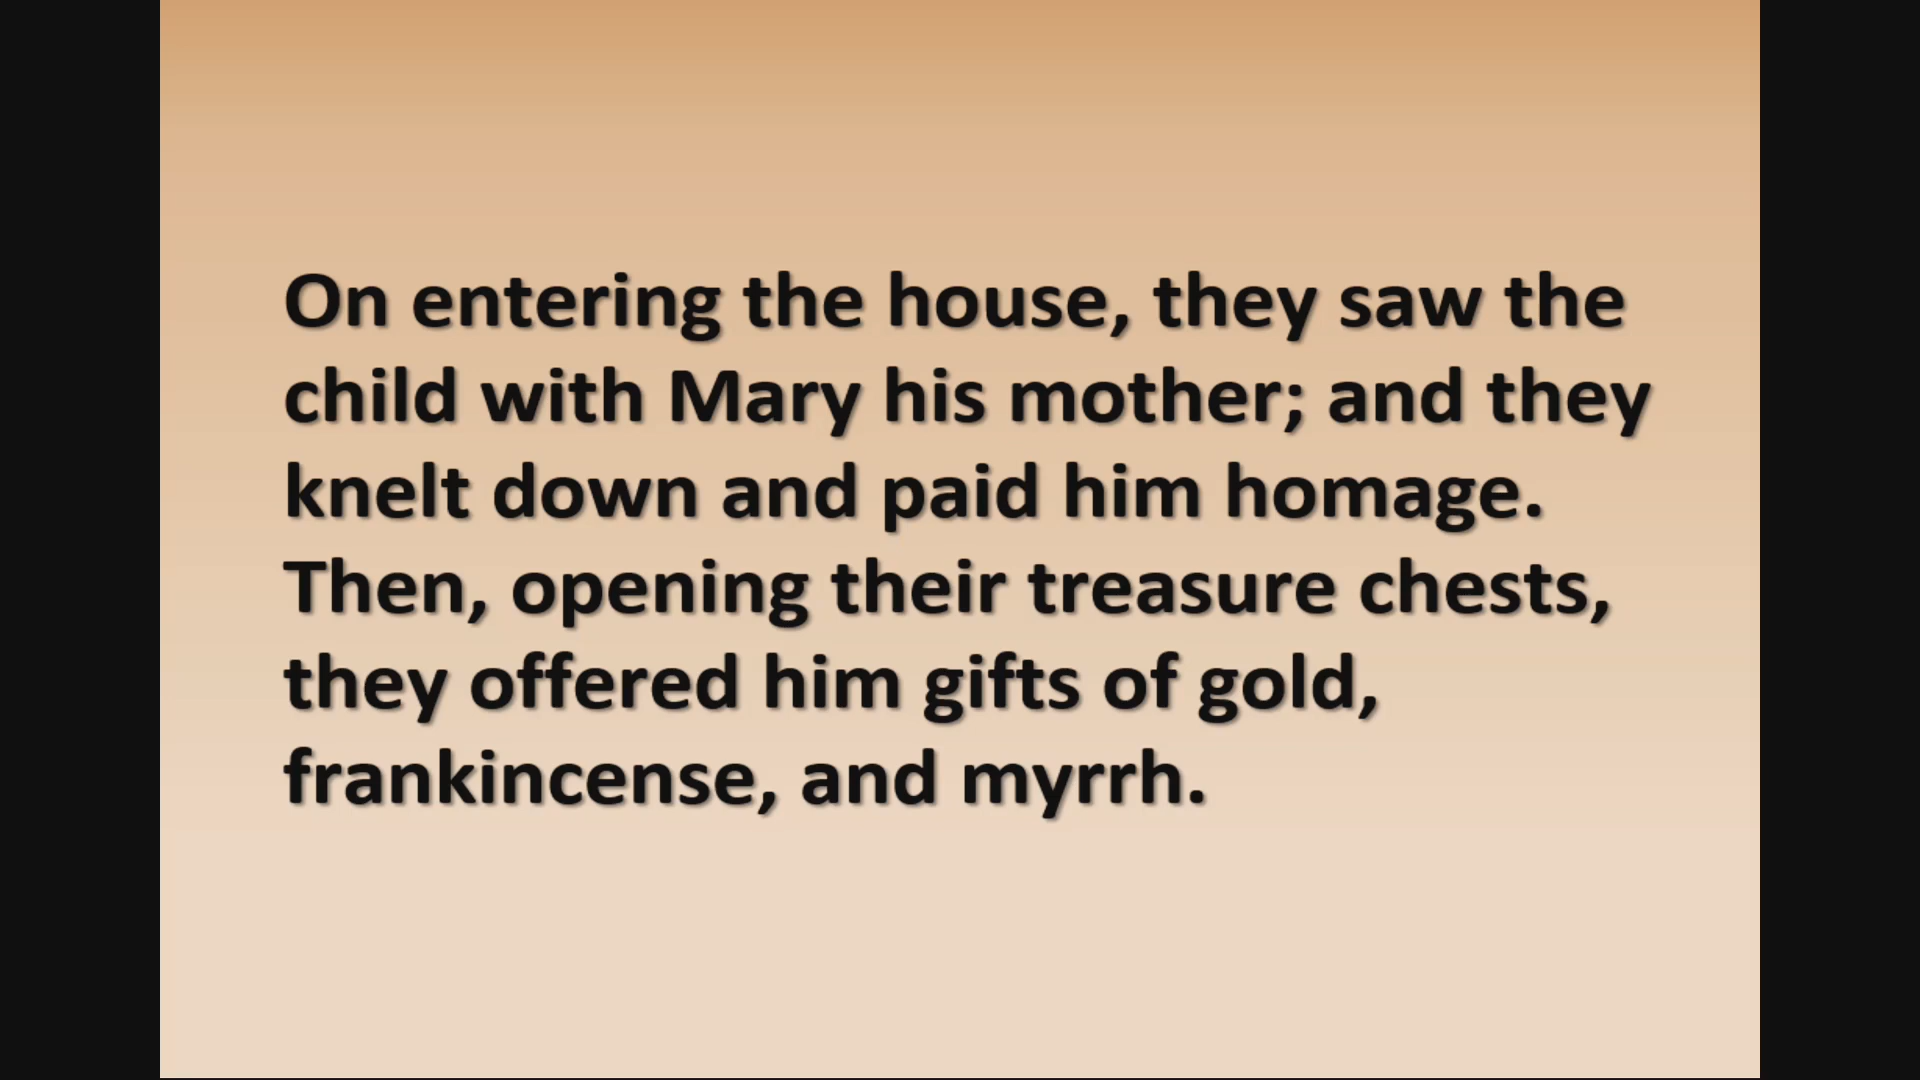 On entering the house, they saw the
child with Mary his mother; and they
knelt down and paid him homage.
Then, opening their treasure chests,
they offered him gifts of gold,
frankincense, and myrrh.